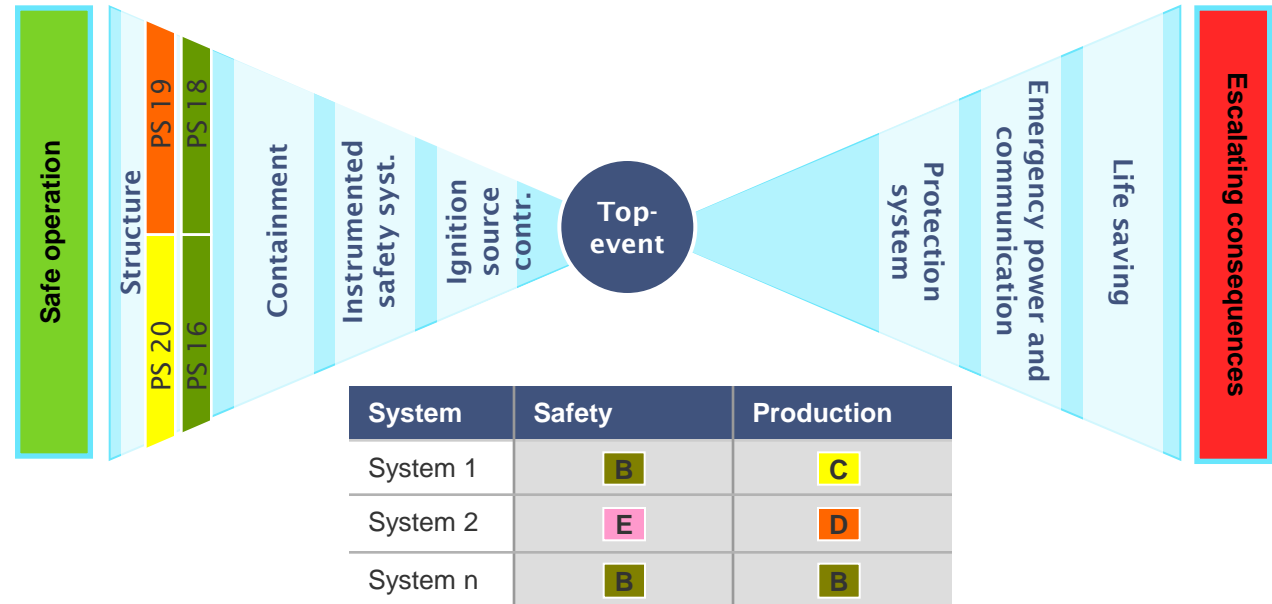 Safe operation
Structure
PS 19
PS 20
PS 18
PS 16
Containment
Instrumented
safety syst.
Ignition
source
contr.
Top-
event
Protection
system
Emergency power and
communication
Life saving
Escalating consequences
System Safety Production
System 1 B C
System 2 E D
System n B B